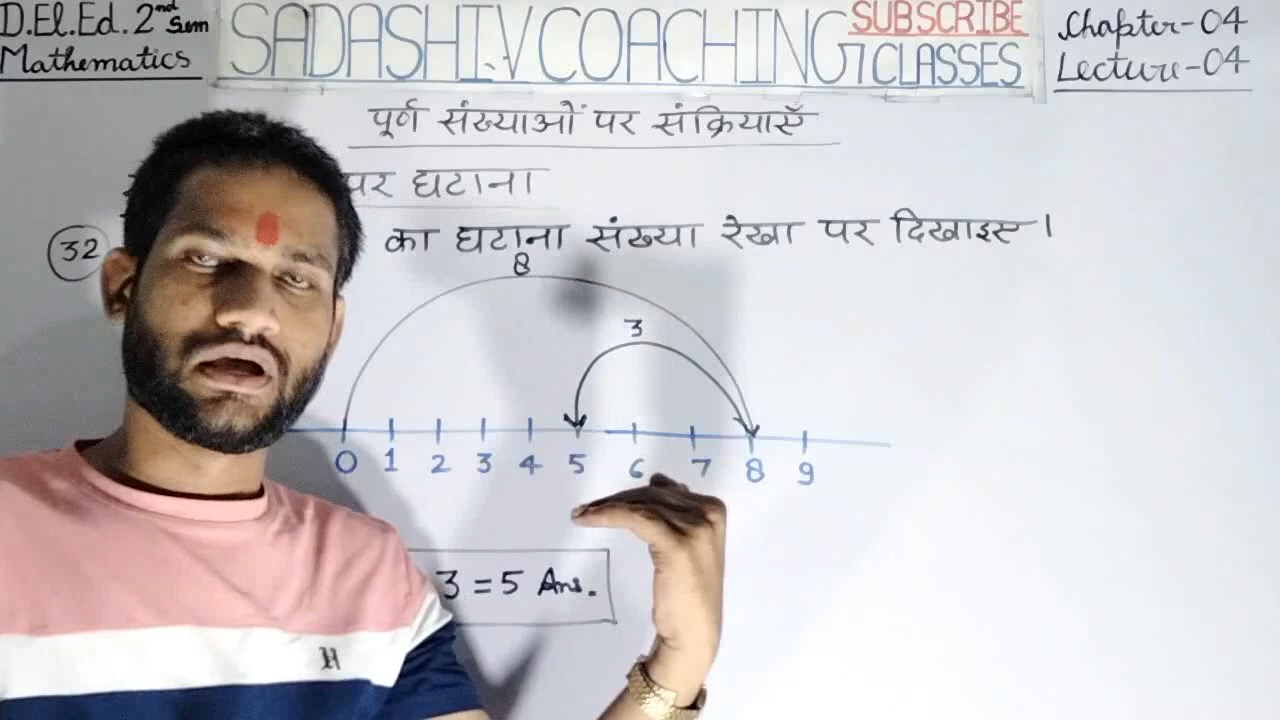 D.El.Ed. 2nd Sem
Mathematics
SADASHIV COACHING
SUBSCRIBE
CLASSES
Chapter-04
Lecture-04
पूर्ण संख्याओं पर संक्रियाएँ
पर घटाना
32 का घटाना संख्या रेखा पर दिखाइए।
8
3
0 1 2 3 4 5 6 7 8 9
3 = 5 Ans.
H